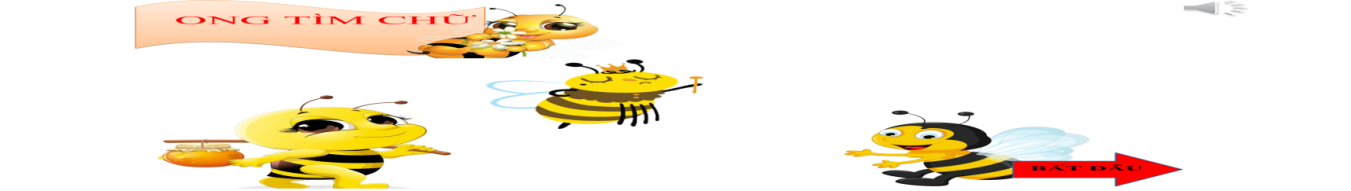 ONG TÌM CHỮ
BẮT ĐẦU